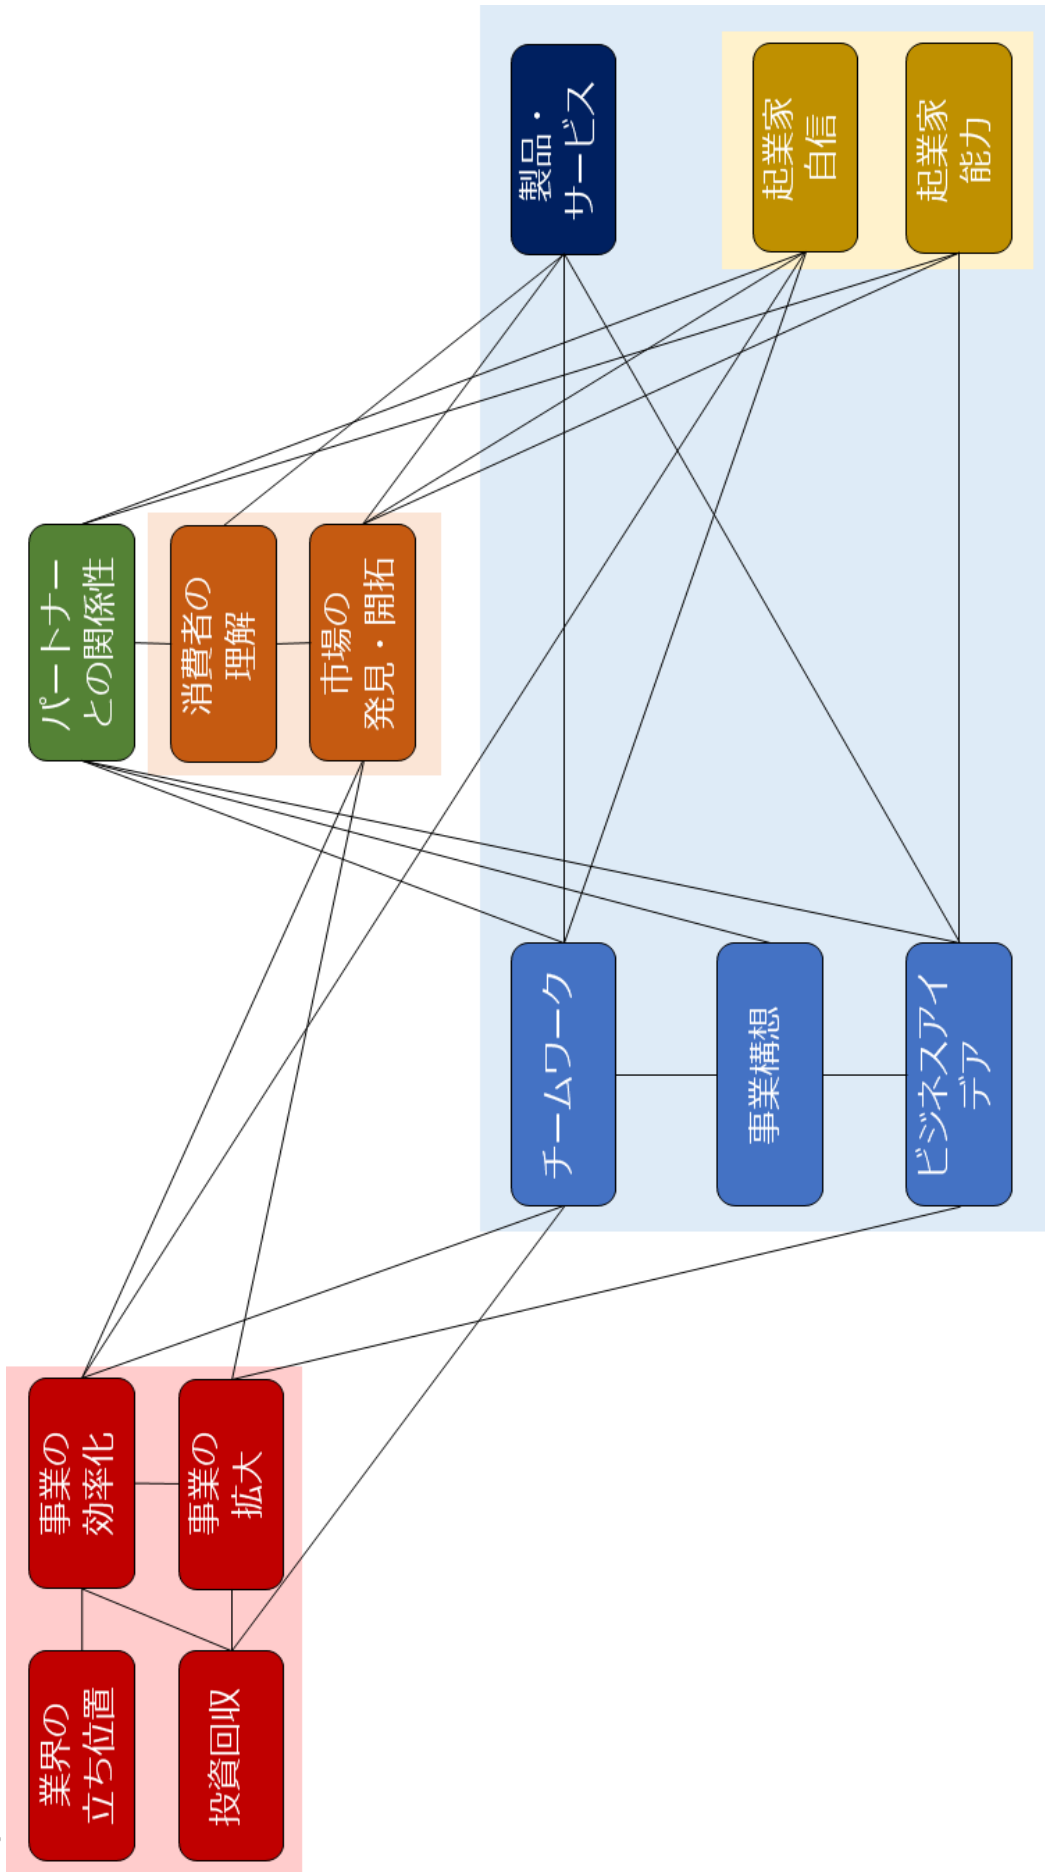 業界の
立ち位置
事業の
効率化
パートナー
との関係性
投資回収
事業の
拡大
消費者の
理解
市場の
発見・開拓
チームワーク
製品・
サービス
事業構想
起業家
自信
ビジネスアイ
デア
起業家
能力